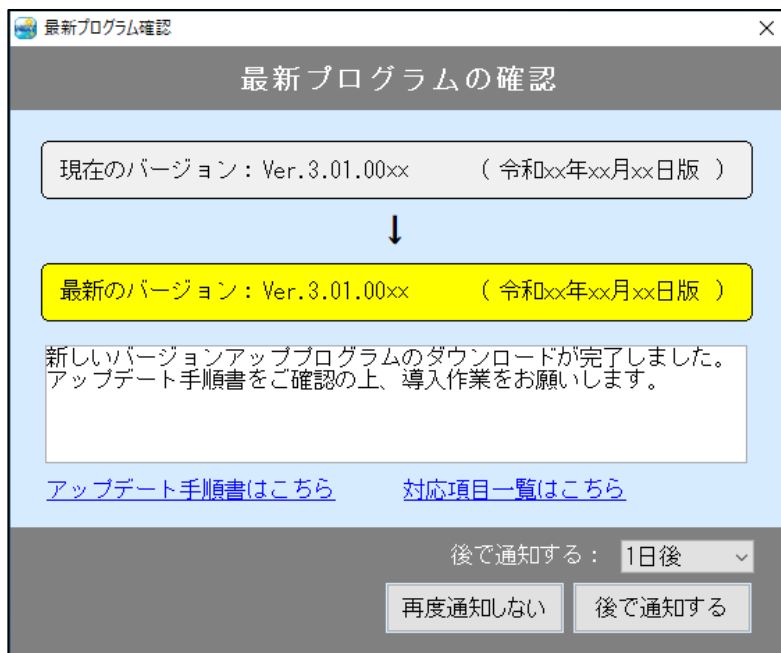 最新プログラム確認
最新プログラムの確認
現在のバージョン：Ver.3.01.00xx （ 令和xx年xx月xx日版 ）
↓
最新のバージョン：Ver.3.01.00xx （ 令和xx年xx月xx日版 ）
新しいバージョンアッププログラムのダウンロードが完了しました。
アップデート手順書をご確認の上、導入作業をお願いします。
アップデート手順書はこちら 対応項目一覧はこちら
後で通知する： 1日後
再度通知しない 後で通知する